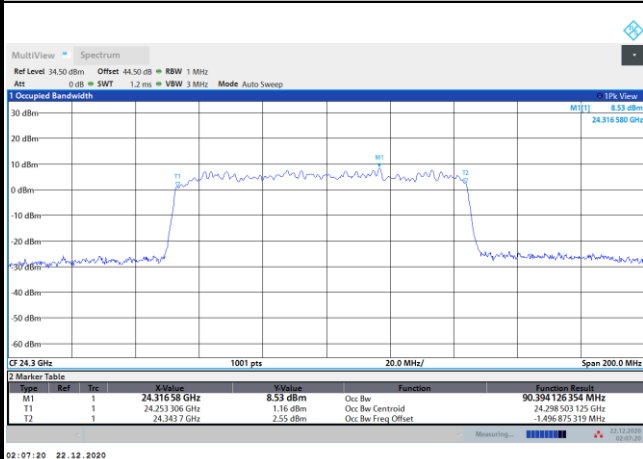 MultiView Spectrum
Ref Level 34.50 dBm Offset 44.50 dB RBW 1 MHz
Att 0 dB SWT 1.2 ms VBW 3 MHz Mode Auto Sweep
1 Occupied Bandwidth 1Pk View
M1[1] 8.53 dBm
24.316 580 GHz
30 dBm
20 dBm
10 dBm
M1
T1 T2
0 dBm
-10 dBm
-20 dBm
-30 dBm
-40 dBm
-50 dBm
-60 dBm
CF 24.3 GHz 1001 pts 20.0 MHz/ Span 200.0 MHz
2 Marker Table
Type Ref Trc X-Value Y-Value Function Function Result
M1 1 24.316 58 GHz 8.53 dBm Occ Bw 90.394 126 354 MHz
T1 1 24.253 306 GHz 1.16 dBm Occ Bw Centroid 24.298 503 125 GHz
T2 1 24.343 7 GHz 2.55 dBm Occ Bw Freq Offset -1.496 875 319 MHz
Measuring... 22.12.2020
02:07:20
02:07:20 22.12.2020